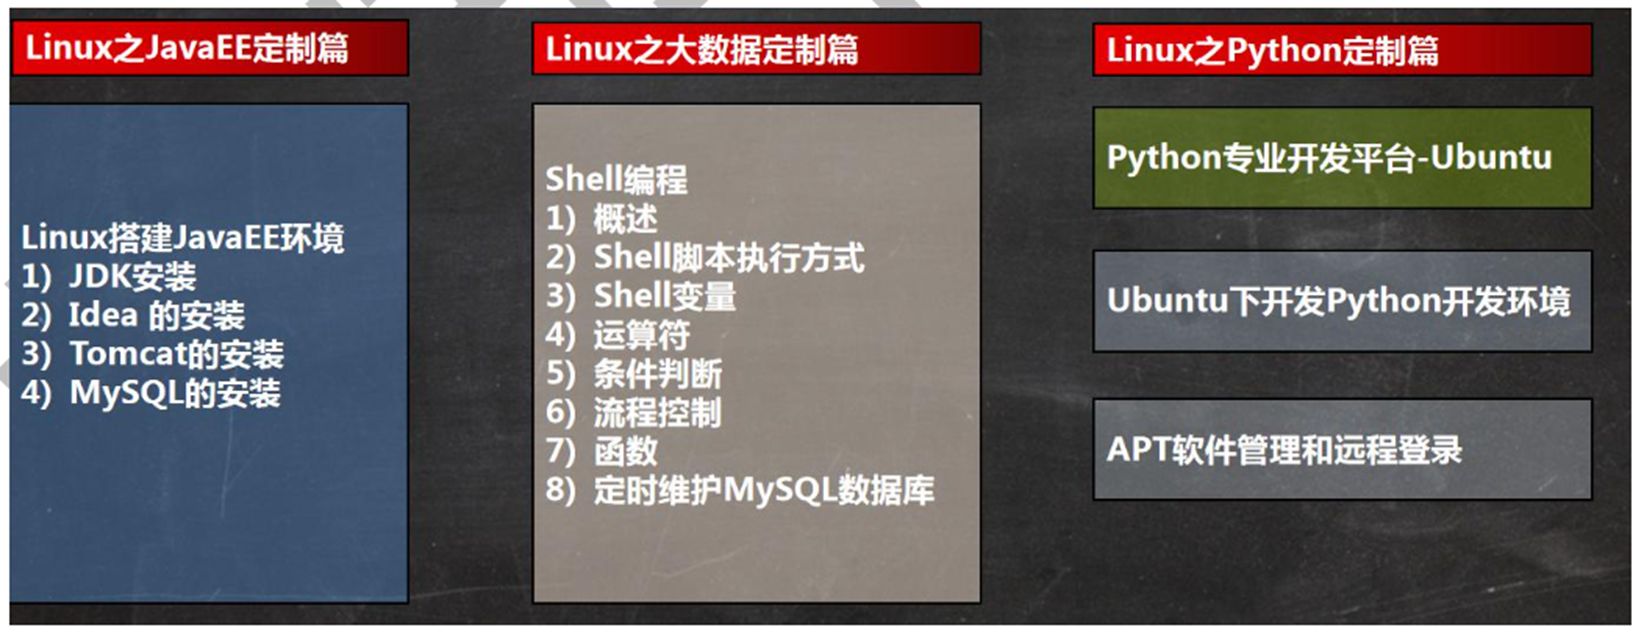 Linux之JavaEE定制篇
Linux搭建JavaEE环境
1) JDK安装
2) Idea 的安装
3) Tomcat的安装
4) MySQL的安装
Linux之大数据定制篇
Shell编程
1) 概述
2) Shell脚本执行方式
3) Shell变量
4) 运算符
5) 条件判断
6) 流程控制
7) 函数
8) 定时维护MySQL数据库
Linux之Python定制篇
Python专业开发平台-Ubuntu
Ubuntu下开发Python开发环境
APT软件管理和远程登录